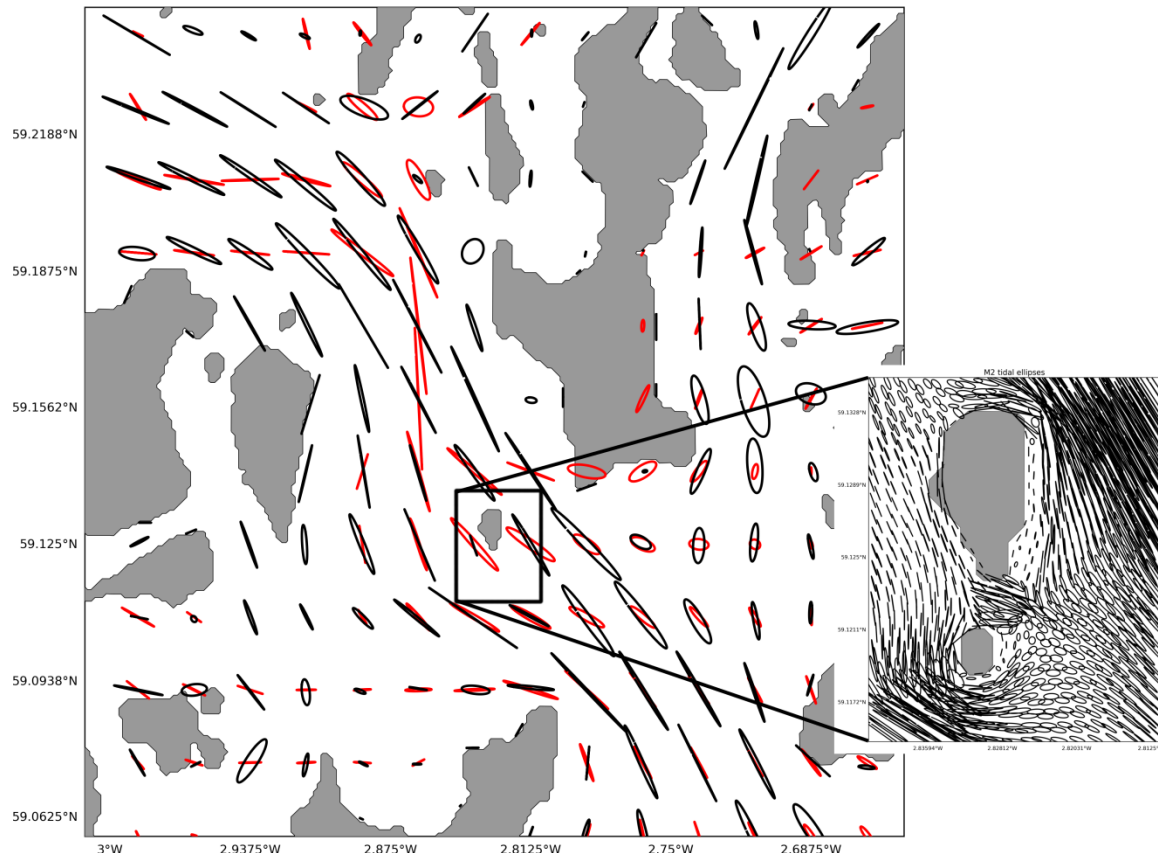 59.2188°N
59.1875°N
59.1562°N
59.125°N
59.0938°N
59.0625°N
3°W 2.9375°W 2.875°W 2.8125°W 2.75°W 2.6875°W
M2 tidal ellipses
59.1328°N
59.1289°N
59.125°N
59.1211°N
59.1172°N
2.83594°W 2.82812°W 2.82031°W 2.8125°